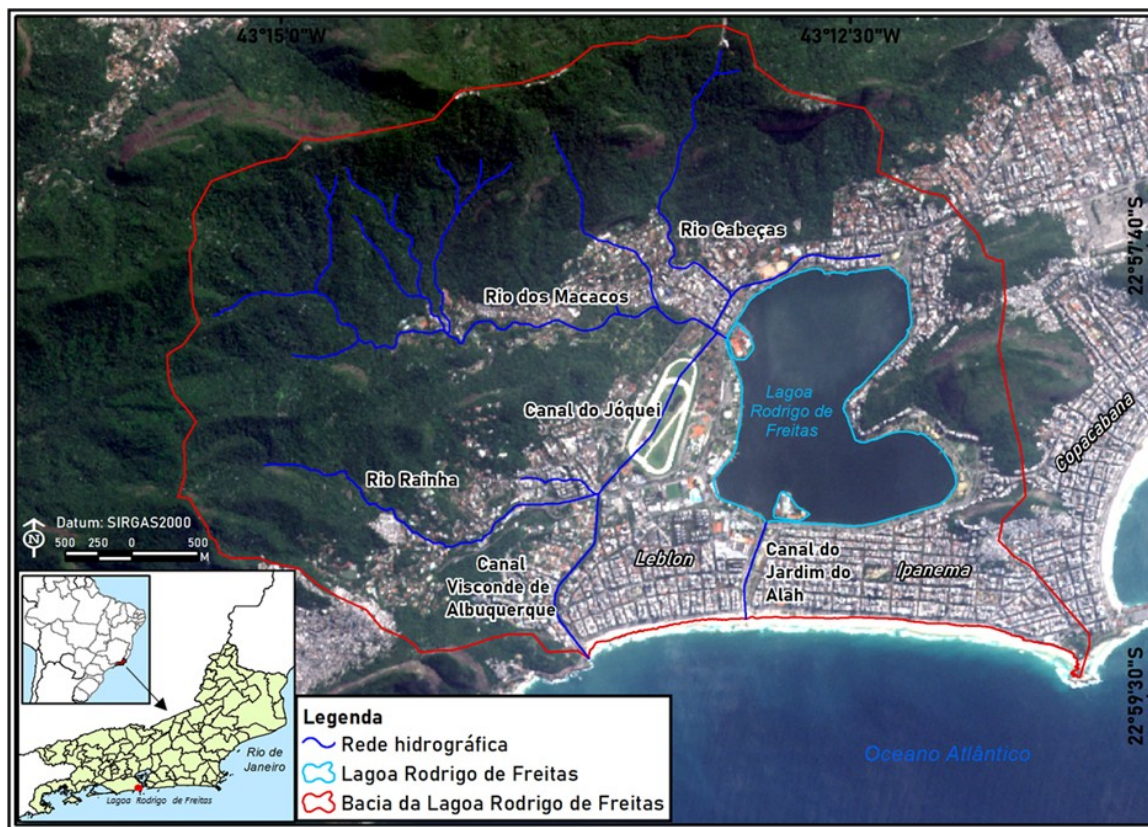 43°15'0"W
43°12'30"W
22°57'40"S
Rio Cabeças
Rio dos Macacos
Canal do Jóquei
Lagoa
Rodrigo de
Freitas
Copacabana
Rio Rainha
Datum: SIRGAS2000
N
500 250 0 500
M
Canal
Visconde de
Albuquerque
Leblon
Canal do
Jardim do
Alah
Ipanema
22°59'30"S
Oceano Atlântico
Rio de
Janeiro
Lagoa Rodrigo de Freitas
Legenda
Rede hidrográfica
Lagoa Rodrigo de Freitas
Bacia da Lagoa Rodrigo de Freitas